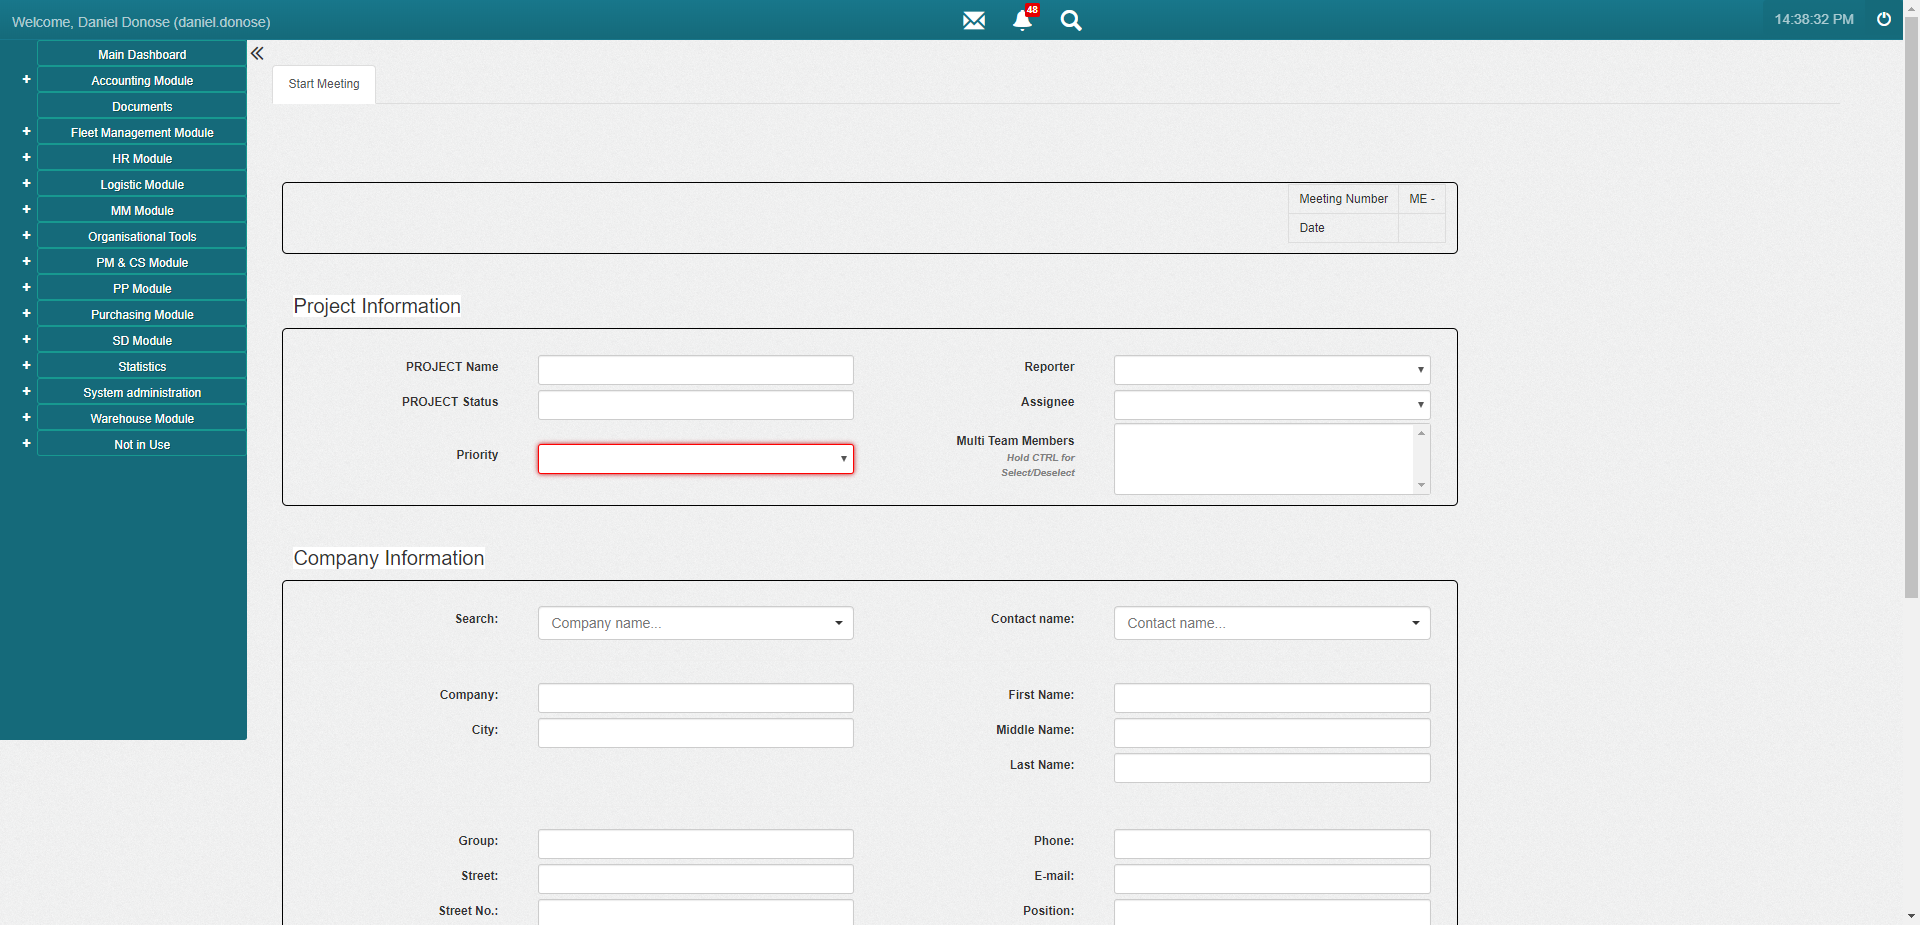 Welcome, Daniel Donose (daniel.donose)
48
14:38:32 PM
Main Dashboard
Accounting Module
Documents
Fleet Management Module
HR Module
Logistic Module
MM Module
Organisational Tools
PM & CS Module
PP Module
Purchasing Module
SD Module
Statistics
System administration
Warehouse Module
Not in Use
Start Meeting
Meeting Number ME -
Date
Project Information
PROJECT Name
Reporter
PROJECT Status
Assignee
Priority
Multi Team Members
Hold CTRL for
Select/Deselect
Company Information
Search: Company name...
Contact name: Contact name...
Company:
First Name:
City:
Middle Name:
Last Name:
Group:
Phone:
Street:
E-mail:
Street No.:
Position: